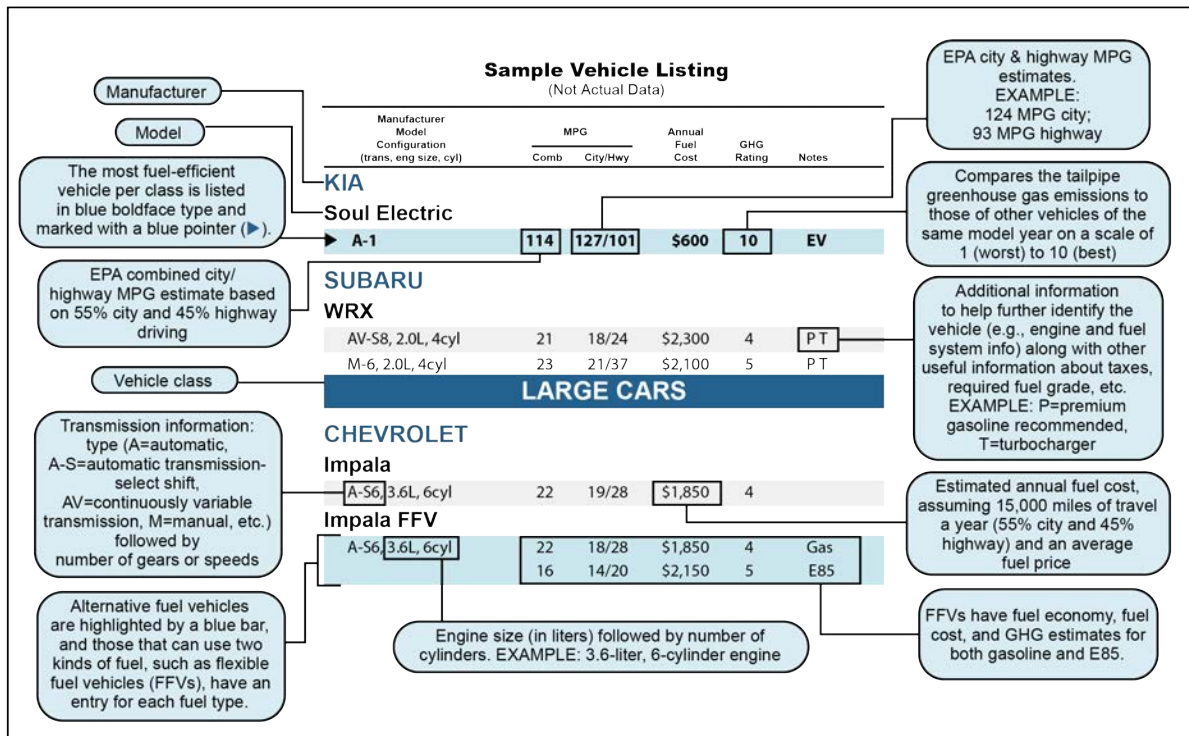 Sample Vehicle Listing
(Not Actual Data)
Manufacturer
Model
Configuration
(trans, eng size, cyl)
MPG
Comb
City/Hwy
Annual
Fuel
Cost
GHG
Rating
Notes
KIA
Soul Electric
▶ A-1 114 127/101 $600 10 EV
SUBARU
WRX
AV-S8, 2.0L, 4cyl 21 18/24 $2,300 4 P T
M-6, 2.0L, 4cyl 23 21/37 $2,100 5 P T
LARGE CARS
CHEVROLET
Impala
A-S6, 3.6L, 6cyl 22 19/28 $1,850 4
Impala FFV
A-S6, 3.6L, 6cyl 22 18/28 $1,850 4 Gas
16 14/20 $2,150 5 E85
Manufacturer
Model
The most fuel-efficient
vehicle per class is listed
in blue boldface type and
marked with a blue pointer (▶).
EPA combined city/
highway MPG estimate based
on 55% city and 45% highway
driving
Vehicle class
Transmission information:
type (A=automatic,
A-S=automatic transmission-
select shift,
AV=continuously variable
transmission, M=manual, etc.)
followed by
number of gears or speeds
Alternative fuel vehicles
are highlighted by a blue bar,
and those that can use two
kinds of fuel, such as flexible
fuel vehicles (FFVs), have an
entry for each fuel type.
Engine size (in liters) followed by number of
cylinders. EXAMPLE: 3.6-liter, 6-cylinder engine
EPA city & highway MPG
estimates.
EXAMPLE:
124 MPG city;
93 MPG highway
Compares the tailpipe
greenhouse gas emissions to
those of other vehicles of the
same model year on a scale of
1 (worst) to 10 (best)
Additional information
to help further identify the
vehicle (e.g., engine and fuel
system info) along with other
useful information about taxes,
required fuel grade, etc.
EXAMPLE: P=premium
gasoline recommended,
T=turbocharger
Estimated annual fuel cost,
assuming 15,000 miles of travel
a year (55% city and 45%
highway) and an average
fuel price
FFVs have fuel economy, fuel
cost, and GHG estimates for
both gasoline and E85.